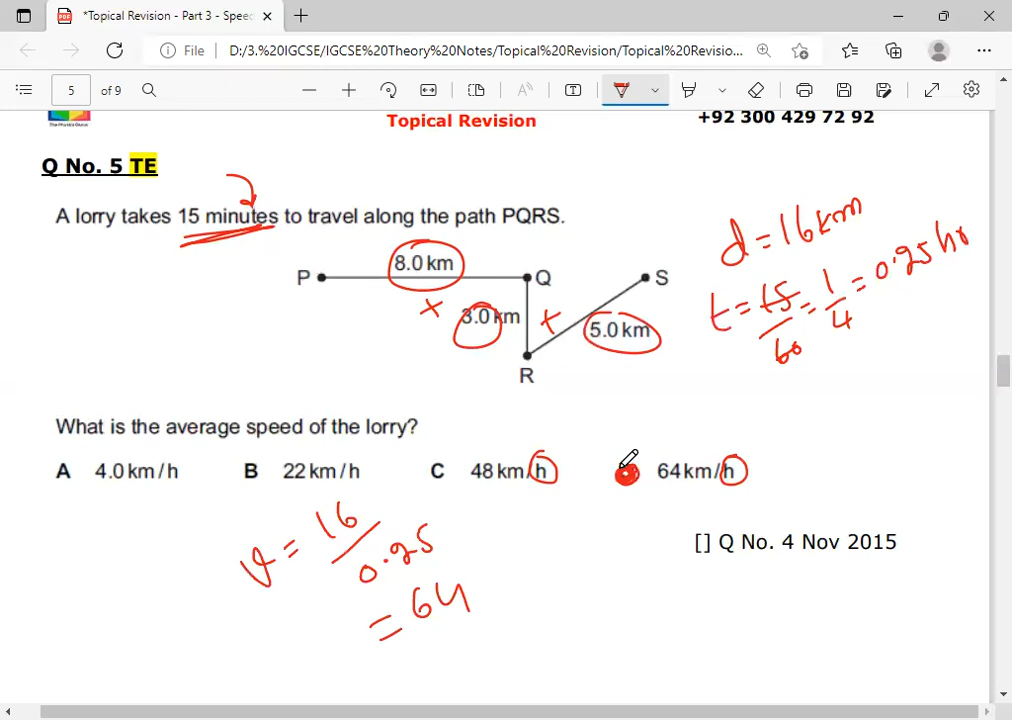 *Topical Revision - Part 3 - Speec
File D:/3.%20IGCSE/IGCSE%20Theory%20Notes/Topical%20Revision/Topical%20Revisio...
5 of 9
The Physics Guruz
Topical Revision
+92 300 429 72 92
Q No. 5 TE
A lorry takes 15 minutes to travel along the path PQRS.
P 8.0 km Q S
+ 3.0 km + 5.0 km
R
d = 16 km
t = 15/60 = 1/4 = 0.25 hr
What is the average speed of the lorry?
A 4.0 km / h B 22 km / h C 48 km / h 64 km / h
v = 16/0.25
= 64
[] Q No. 4 Nov 2015